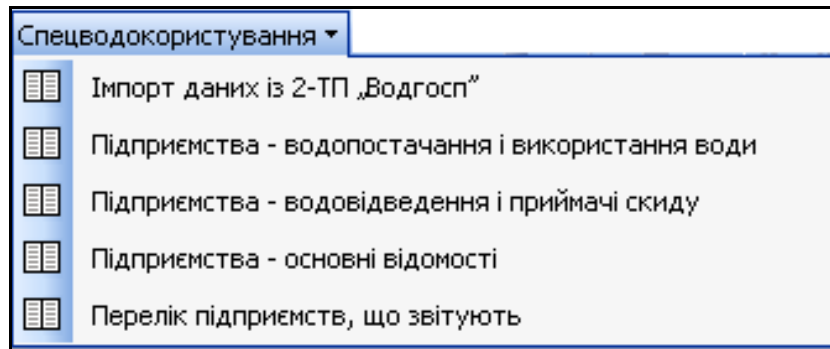 Спецводокористування
Імпорт даних із 2-ТП „Водгосп”
Підприємства - водопостачання і використання води
Підприємства - водовідведення і приймачі скиду
Підприємства - основні відомості
Перелік підприємств, що звітують